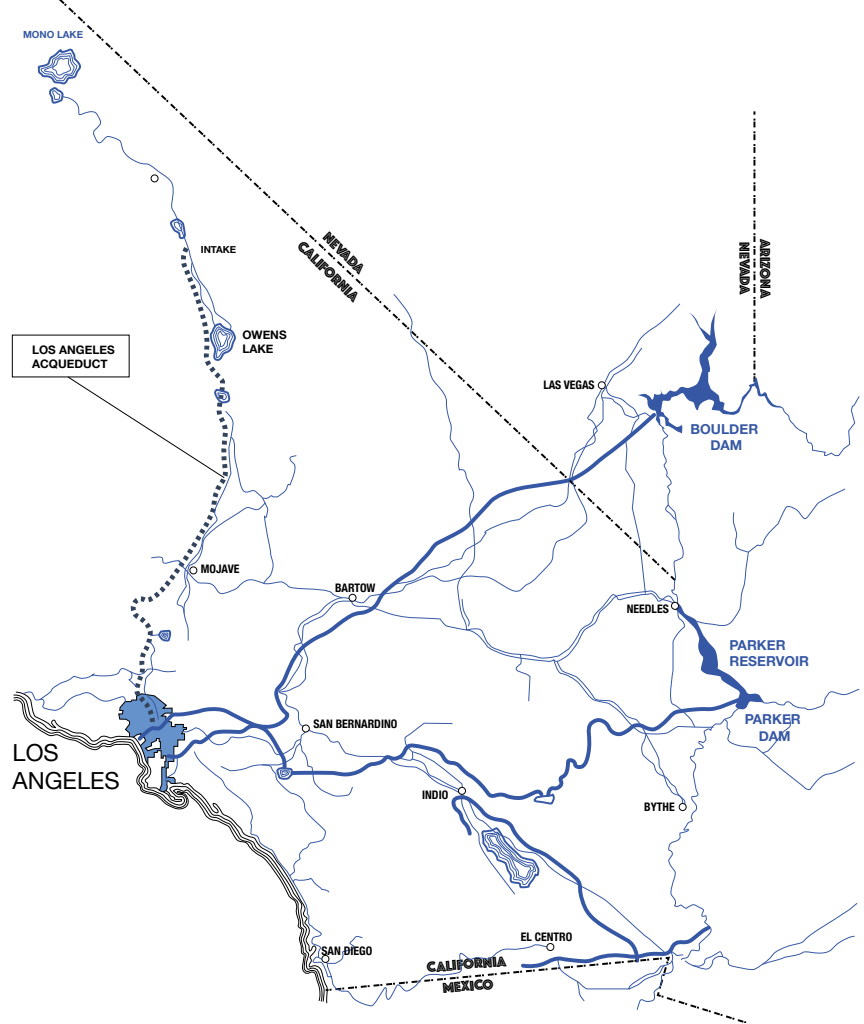 MONO LAKE
INTAKE
NEVADA
CALIFORNIA
ARIZONA
NEVADA
OWENS
LAKE
LOS ANGELES
ACQUEDUCT
LAS VEGAS
BOULDER
DAM
MOJAVE
BARTOW
NEEDLES
PARKER
RESERVOIR
SAN BERNARDINO
PARKER
DAM
LOS
ANGELES
INDIO
BYTHE
EL CENTRO
SAN DIEGO
CALIFORNIA
MEXICO